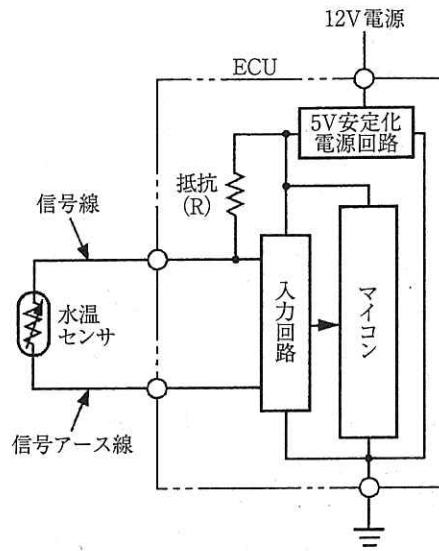 12V電源
ECU
5V安定化
電源回路
抵抗
(R)
信号線
水温
センサ
入力回路
マイコン
信号アース線